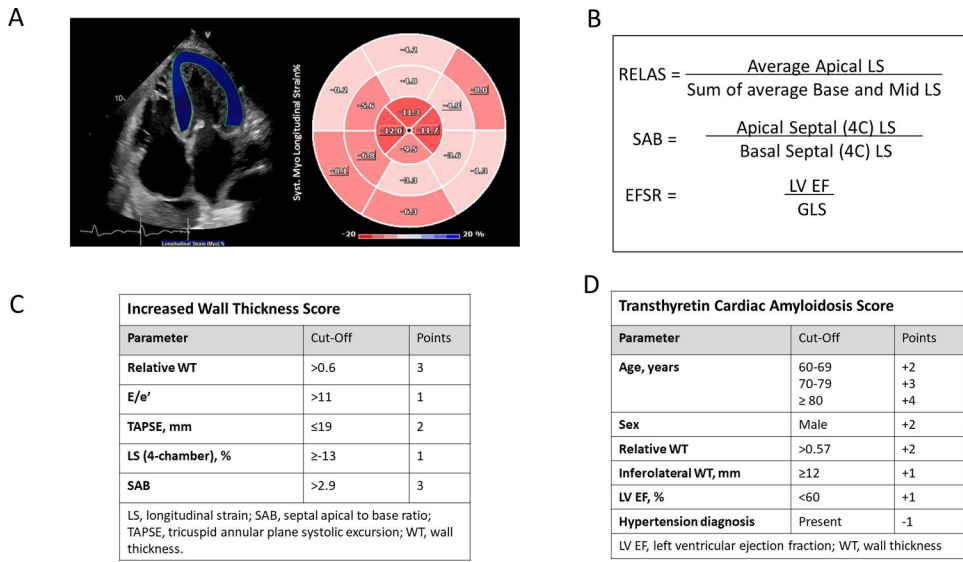 A
V
10
Longitudinal Strain (Myo) %
Syst. Myo Longitudinal Strain%
-4.2
-0.2
-4.8
-8.0
-5.6
-4.9
-11.3
-12.0
-11.7
-9.5
-6.8
-3.6
-8.1
-3.3
-1.3
-6.3
-20
20 %
B
RELAS = Average Apical LS
Sum of average Base and Mid LS
SAB = Apical Septal (4C) LS
Basal Septal (4C) LS
EFSR = LV EF
GLS
C
Increased Wall Thickness Score
Parameter Cut-Off Points
Relative WT >0.6 3
E/e’ >11 1
TAPSE, mm ≤19 2
LS (4-chamber), % ≥-13 1
SAB >2.9 3
LS, longitudinal strain; SAB, septal apical to base ratio;
TAPSE, tricuspid annular plane systolic excursion; WT, wall
thickness.
D
Transthyretin Cardiac Amyloidosis Score
Parameter Cut-Off Points
Age, years 60-69 +2
70-79 +3
≥ 80 +4
Sex Male +2
Relative WT >0.57 +2
Inferolateral WT, mm ≥12 +1
LV EF, % <60 +1
Hypertension diagnosis Present -1
LV EF, left ventricular ejection fraction; WT, wall thickness